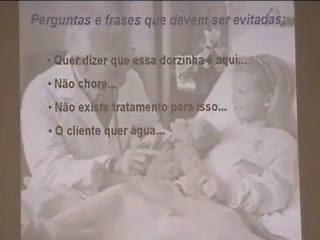 Perguntas e frases que devem ser evitadas:
• Quer dizer que essa dorzinha é aqui...
• Não chore...
• Não existe tratamento para isso...
• O cliente quer água...